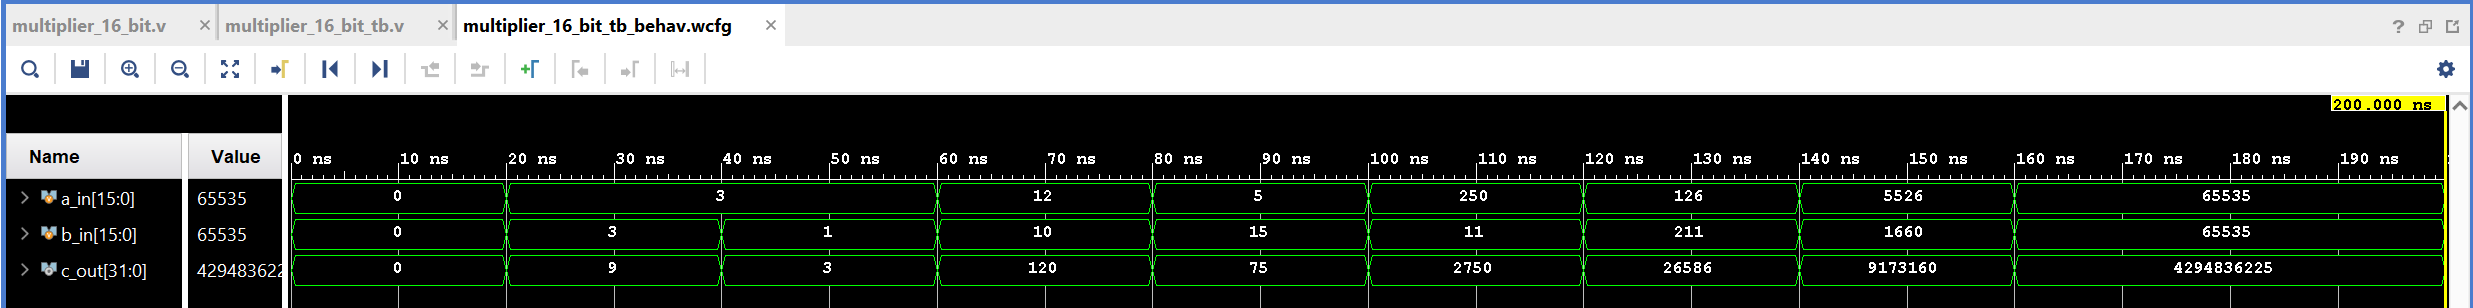 multiplier_16_bit.v × multiplier_16_bit_tb.v × multiplier_16_bit_tb_behav.wcfg × ?
200.000 ns
Name Value 0 ns 10 ns 20 ns 30 ns 40 ns 50 ns 60 ns 70 ns 80 ns 90 ns 100 ns 110 ns 120 ns 130 ns 140 ns 150 ns 160 ns 170 ns 180 ns 190 ns
a_in[15:0] 65535 0 3 12 5 250 126 5526 65535
b_in[15:0] 65535 0 3 1 10 15 11 211 1660 65535
c_out[31:0] 429483622 0 9 3 120 75 2750 26586 9173160 4294836225